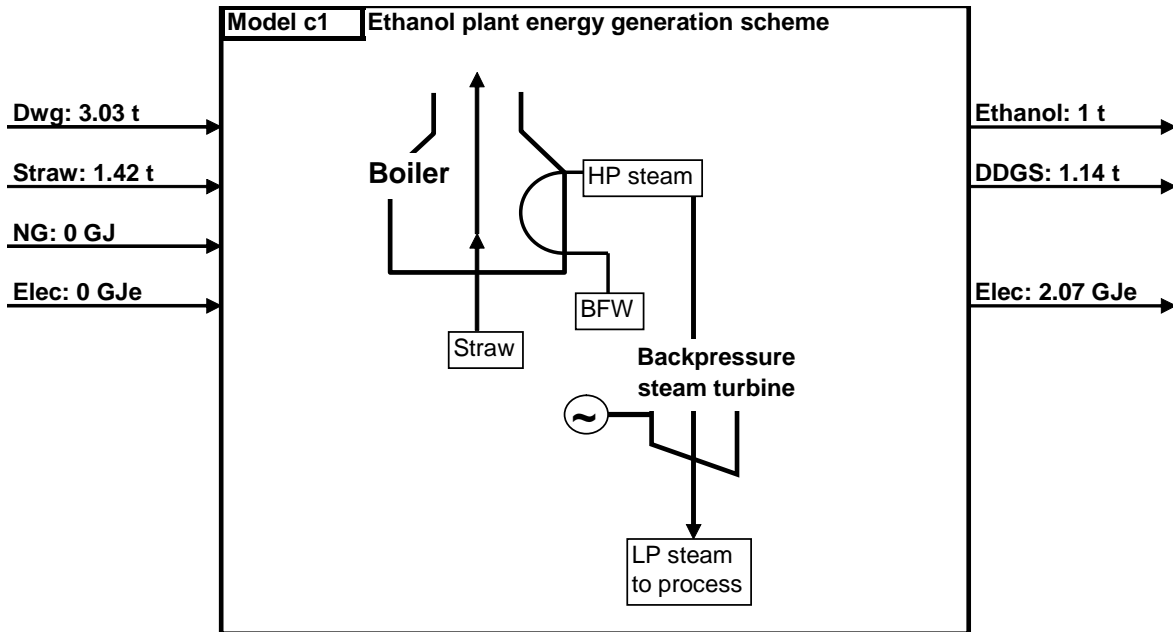 Model c1
Ethanol plant energy generation scheme
Dwg: 3.03 t
Straw: 1.42 t
NG: 0 GJ
Elec: 0 GJe
Boiler
HP steam
BFW
Straw
Backpressure
steam turbine
~
LP steam
to process
Ethanol: 1 t
DDGS: 1.14 t
Elec: 2.07 GJe